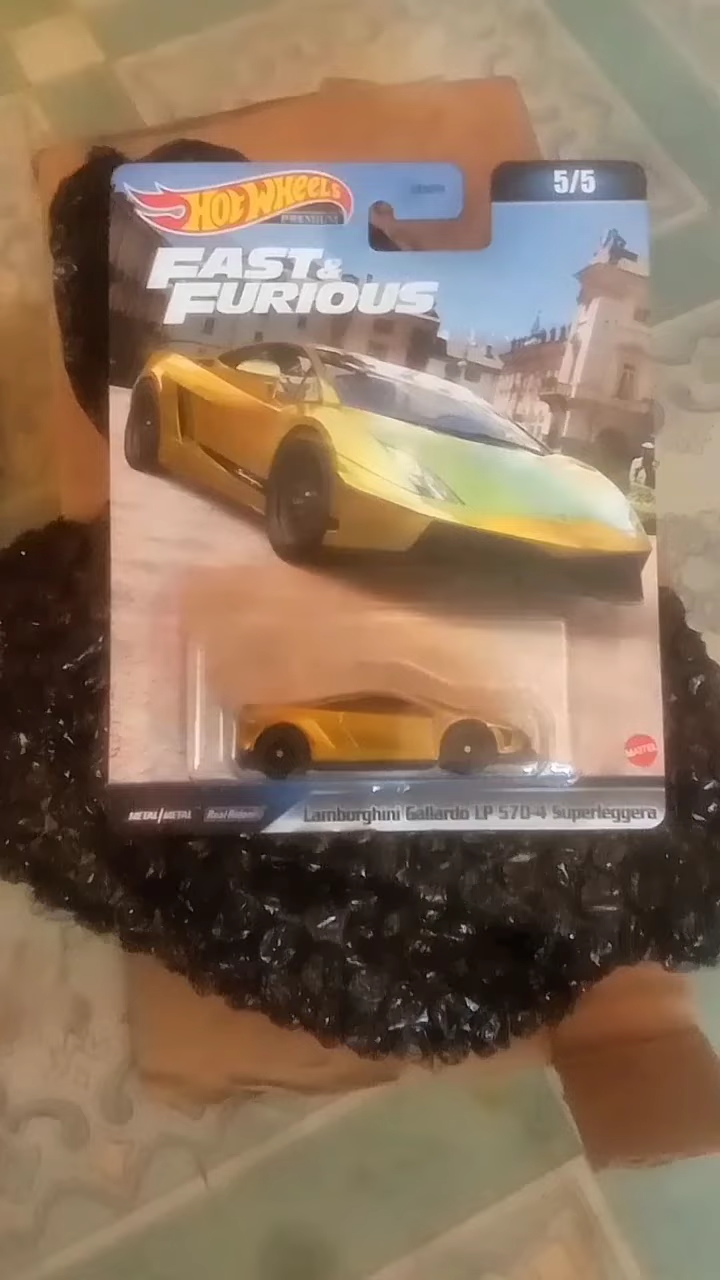 HOT WHEELS
PREMIUM
5/5
FAST &
FURIOUS
MATTEL
METAL/METAL Real Riders
Lamborghini Gallardo LP 570-4 Superleggera